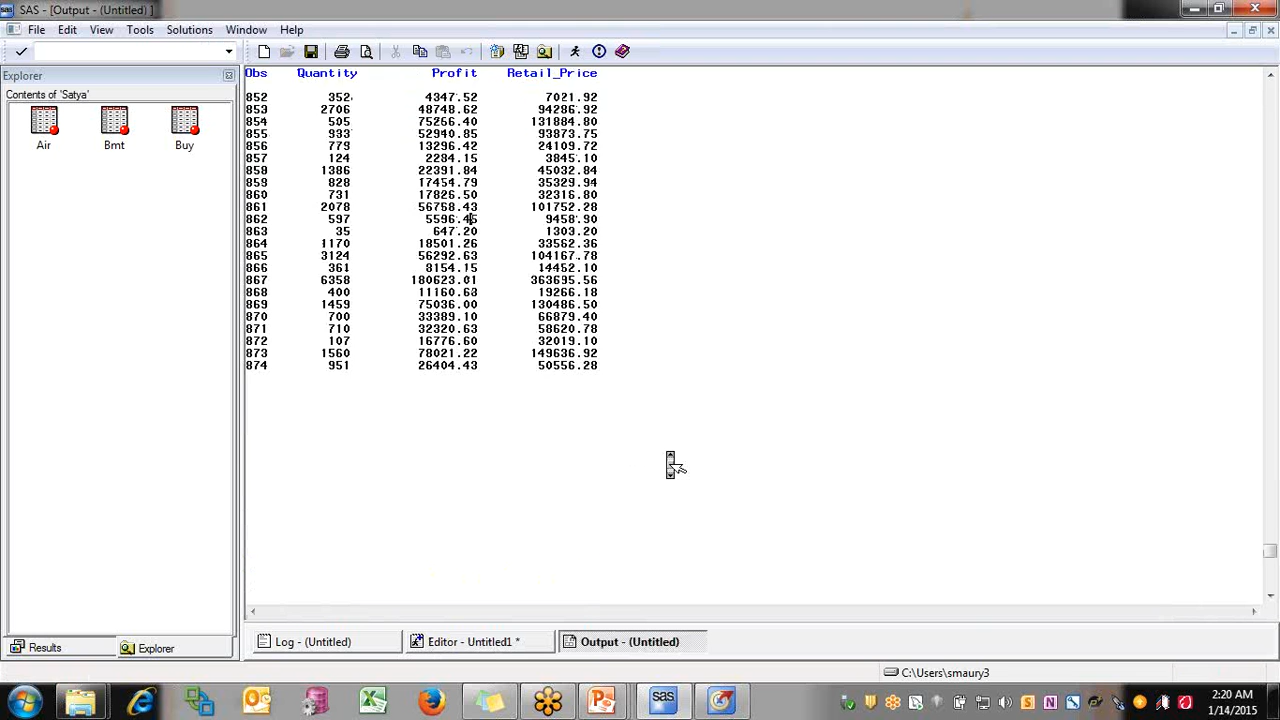 SAS - [Output - (Untitled) ]
File Edit View Tools Solutions Window Help
Explorer
Contents of 'Satya'
Air Bmt Buy
Obs Quantity Profit Retail_Price
852 352 4347.52 7021.92
853 2706 48748.62 94286.92
854 505 75266.40 131884.80
855 933 52940.85 93873.75
856 779 13296.42 24109.72
857 124 2284.15 3845.10
858 1386 22391.84 45032.84
859 828 17454.79 35329.94
860 731 17826.50 32316.80
861 2078 56758.43 101752.28
862 597 5596.45 9458.90
863 35 647.20 1303.20
864 1170 18501.26 33562.36
865 3124 56292.63 104167.78
866 361 8154.15 14452.10
867 6358 180623.01 363695.56
868 400 11160.68 19266.18
869 1459 75036.00 130486.50
870 700 33389.10 66879.40
871 710 32320.63 58620.78
872 107 16776.60 32019.10
873 1560 78021.22 149636.92
874 951 26404.43 50556.28
Results Explorer
Log - (Untitled) Editor - Untitled1 * Output - (Untitled)
C:\Users\smaury3
2:20 AM
1/14/2015